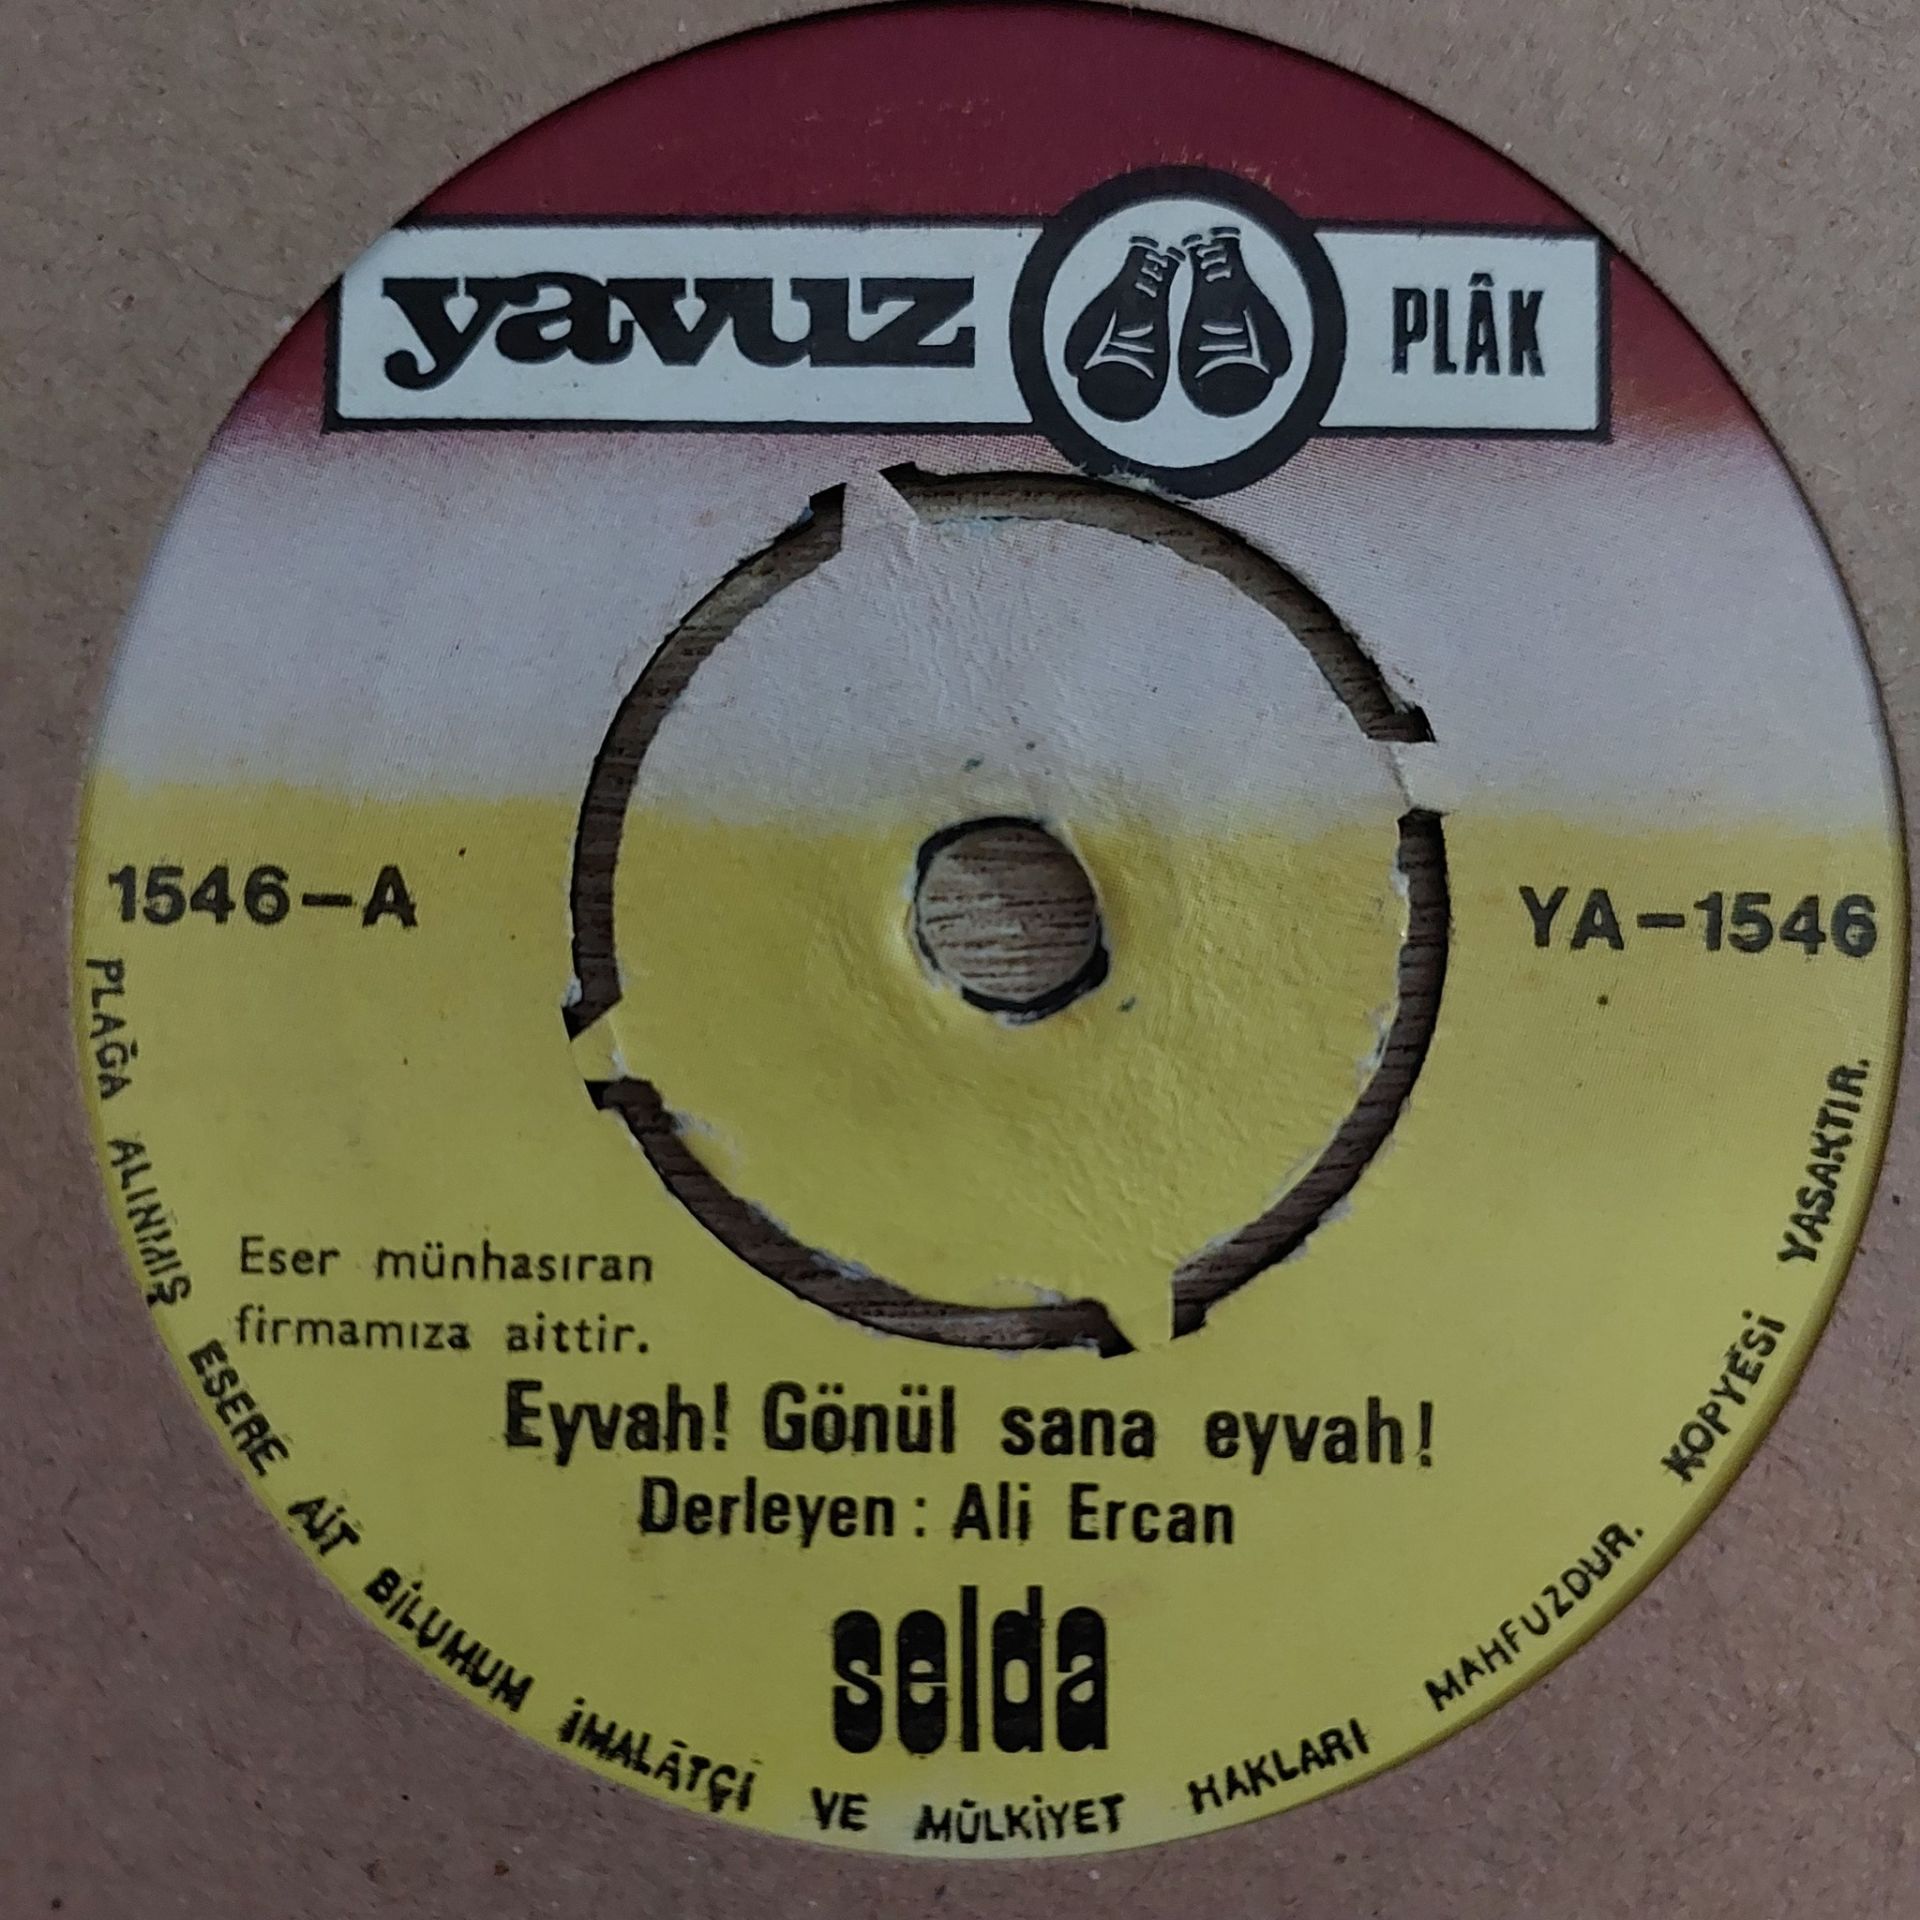 yavuz PLÂK
1546-A
YA-1546
Eser münhasıran
firmamıza aittir.
Eyvah! Gönül sana eyvah!
Derleyen: Ali Ercan
selda
PLAĞA ALINMIŞ ESERE AİT BİLUMUM İMALÂTÇİ VE MÜLKİYET HAKLARI MAHFUZDUR. KOPYESİ YASAKTIR.